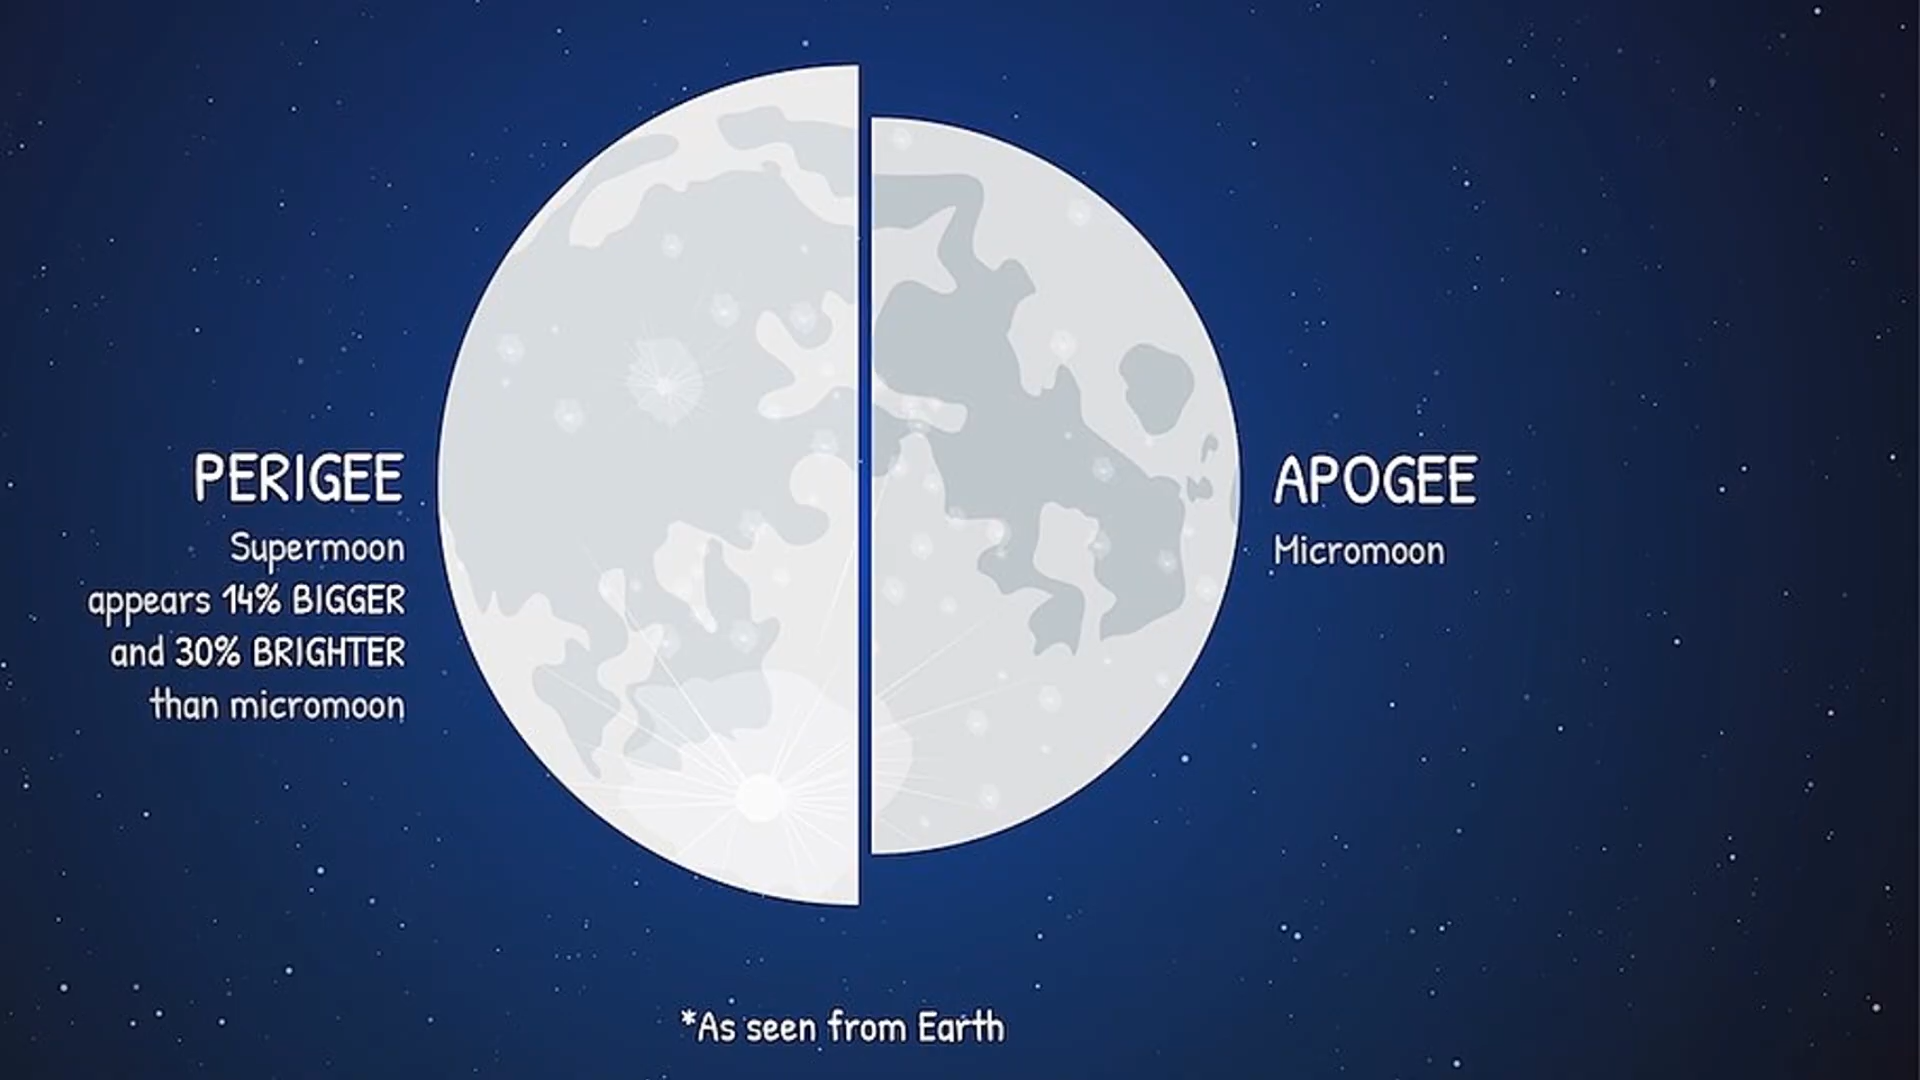 PERIGEE
Supermoon
appears 14% BIGGER
and 30% BRIGHTER
than micromoon
APOGEE
Micromoon
*As seen from Earth